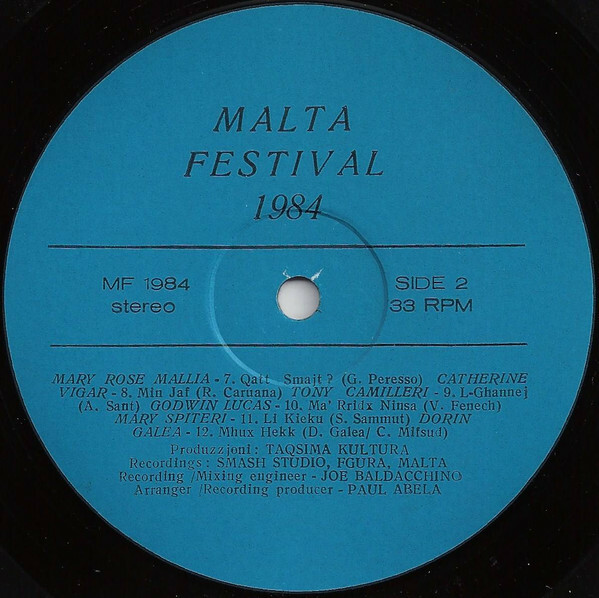 MALTA
FESTIVAL
1984
MF 1984 SIDE 2
stereo 33 RPM
MARY ROSE MALLIA - 7. Qatt Smajt? (G. Peresso) CATHERINE
VIGAR - 8. Min Jaf (R. Caruana) TONY CAMILLERI - 9. L-Ghannej
(A. Sant) GODWIN LUCAS - 10. Ma' Rridx Ninsa (V. Fenech)
MARY SPITERI - 11. Li Kieku (S. Sammut) DORIN
GALEA - 12. Mhux Hekk (D. Galea/ C. Mifsud)
Produzzjoni: TAQSIMA KULTURA
Recordings: SMASH STUDIO, FGURA, MALTA
Recording /Mixing engineer - JOE BALDACCHINO
Arranger /Recording producer - PAUL ABELA